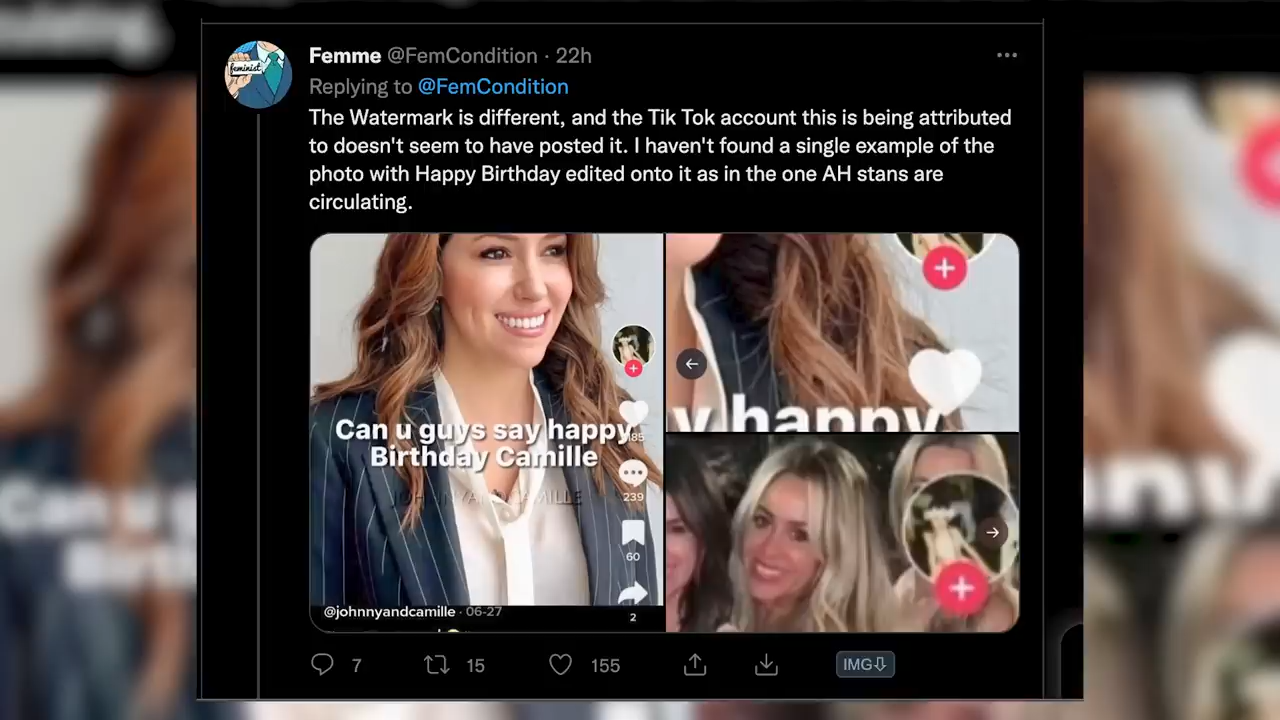 feminist
Femme @FemCondition · 22h
Replying to @FemCondition
The Watermark is different, and the Tik Tok account this is being attributed
to doesn't seem to have posted it. I haven't found a single example of the
photo with Happy Birthday edited onto it as in the one AH stans are
circulating.
Can u guys say happy
Birthday Camille
JOHNNYANDCAMILLE
185
239
60
2
@johnnyandcamille · 06-27
y happy
7
15
155
IMG